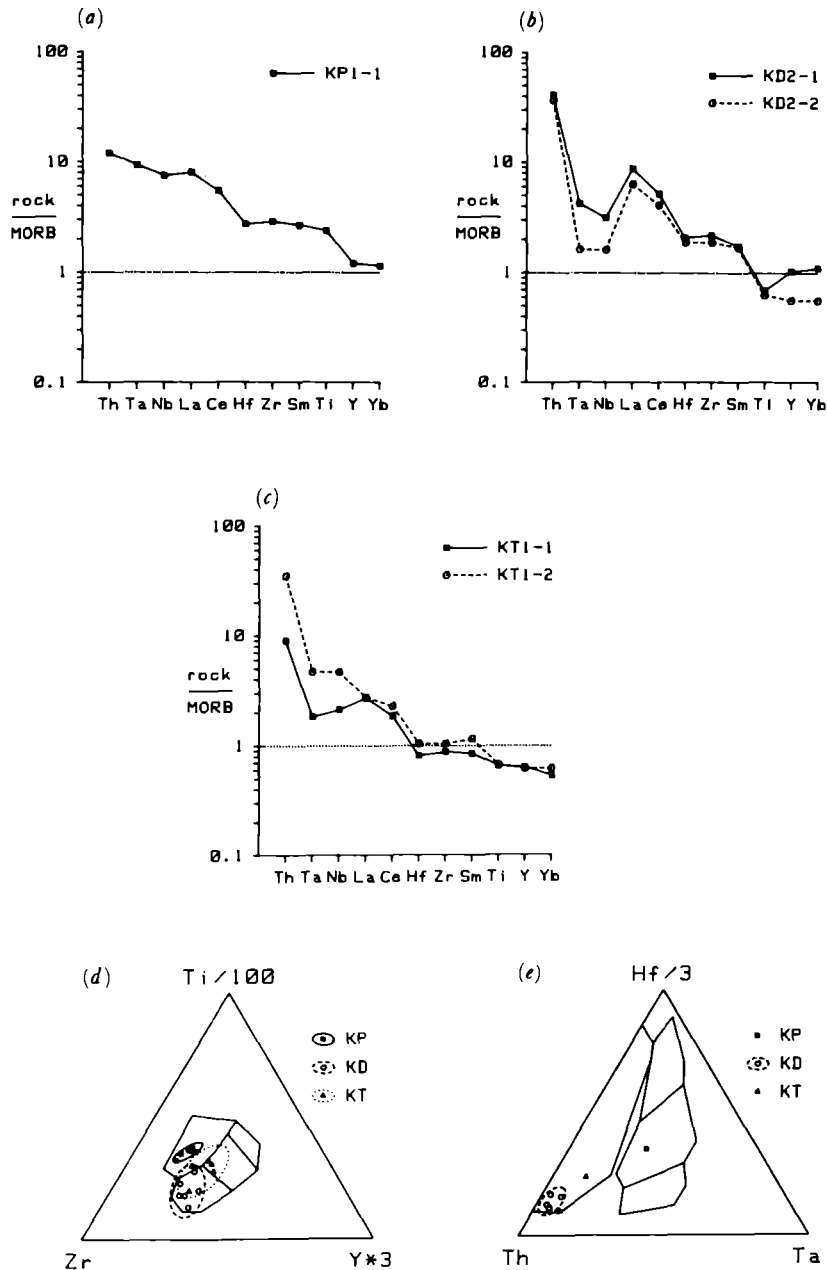 (a)
100
10
rock
MORB
1
0.1
KP1-1
Th Ta Nb La Ce Hf Zr Sm Ti Y Yb
(b)
100
10
rock
MORB
1
0.1
KD2-1
KD2-2
Th Ta Nb La Ce Hf Zr Sm Ti Y Yb
(c)
100
10
rock
MORB
1
0.1
KT1-1
KT1-2
Th Ta Nb La Ce Hf Zr Sm Ti Y Yb
(d)
Ti/100
KP
KD
KT
Zr
Y*3
(e)
Hf/3
KP
KD
KT
Th
Ta